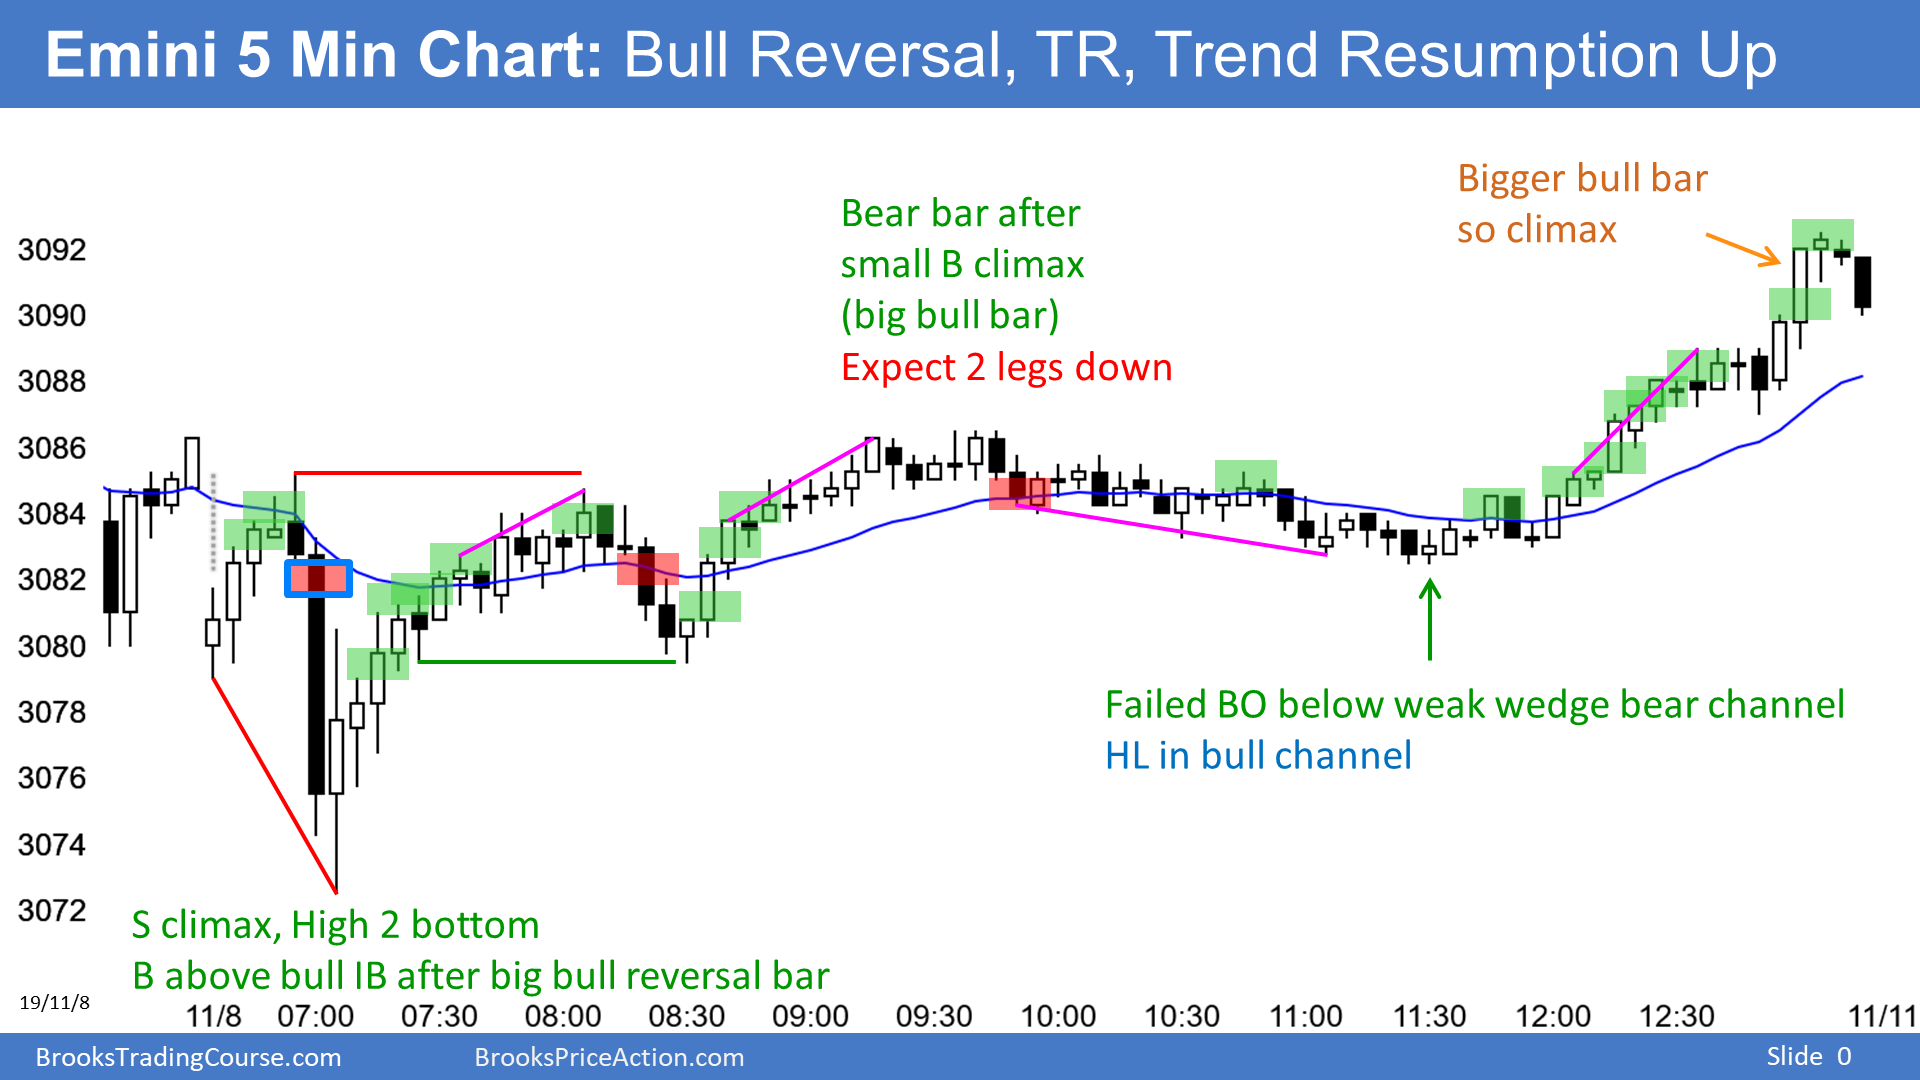 Emini 5 Min Chart: Bull Reversal, TR, Trend Resumption Up
Bigger bull bar
so climax
Bear bar after
small B climax
(big bull bar)
Expect 2 legs down
3092
3090
3088
3086
3084
3082
3080
3078
3076
3074
3072
Failed BO below weak wedge bear channel
HL in bull channel
S climax, High 2 bottom
B above bull IB after big bull reversal bar
19/11/8
11/8 07:00 07:30 08:00 08:30 09:00 09:30 10:00 10:30 11:00 11:30 12:00 12:30 11/11
BrooksTradingCourse.com BrooksPriceAction.com Slide 0